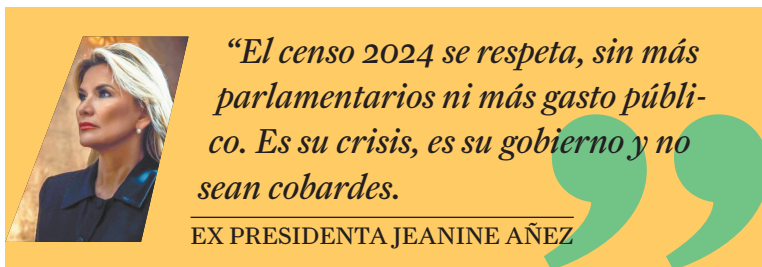 “El censo 2024 se respeta, sin más
parlamentarios ni más gasto públi-
co. Es su crisis, es su gobierno y no
sean cobardes.
EX PRESIDENTA JEANINE AÑEZ